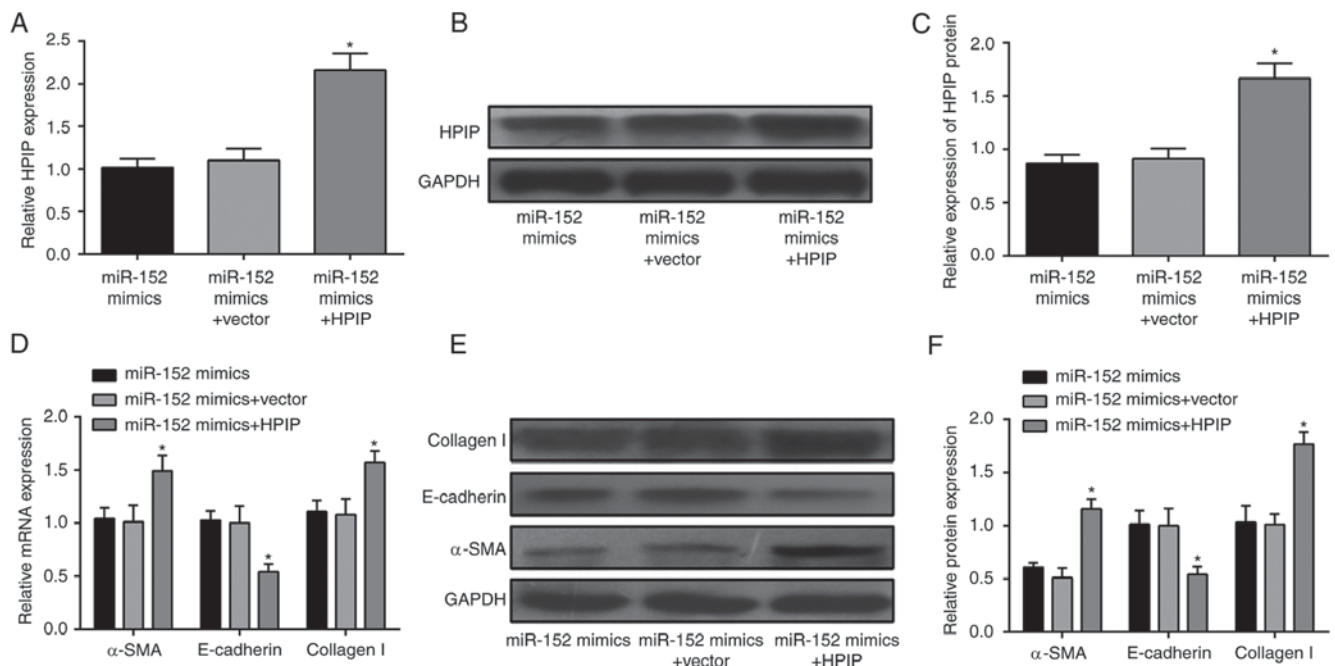 A
Relative HPIP expression
2.5
2.0
1.5
1.0
0.5
0.0
*
miR-152
mimics
miR-152
mimics
+vector
miR-152
mimics
+HPIP
B
HPIP
GAPDH
miR-152
mimics
miR-152
mimics
+vector
miR-152
mimics
+HPIP
C
Relative expression of HPIP protein
2.0
1.5
1.0
0.5
0.0
*
miR-152
mimics
miR-152
mimics
+vector
miR-152
mimics
+HPIP
D
miR-152 mimics
miR-152 mimics+vector
miR-152 mimics+HPIP
Relative mRNA expression
2.0
1.5
1.0
0.5
0.0
*
*
*
α-SMA
E-cadherin
Collagen I
E
Collagen I
E-cadherin
α-SMA
GAPDH
miR-152 mimics
miR-152 mimics
+vector
miR-152 mimics
+HPIP
F
miR-152 mimics
miR-152 mimics+vector
miR-152 mimics+HPIP
Relative protein expression
2.0
1.5
1.0
0.5
0.0
*
*
*
α-SMA
E-cadherin
Collagen I